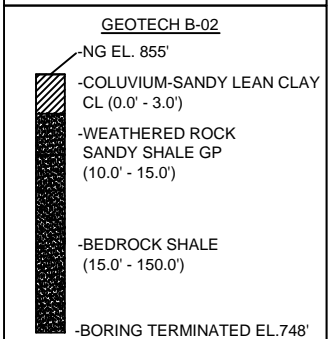 GEOTECH B-02
-NG EL. 855'
-COLUVIUM-SANDY LEAN CLAY
CL (0.0' - 3.0')
-WEATHERED ROCK
SANDY SHALE GP
(10.0' - 15.0')
-BEDROCK SHALE
(15.0' - 150.0')
-BORING TERMINATED EL.748'